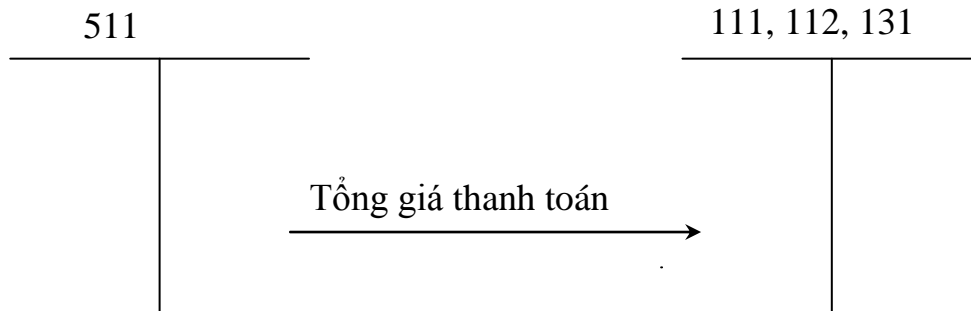 511
111, 112, 131
Tổng giá thanh toán